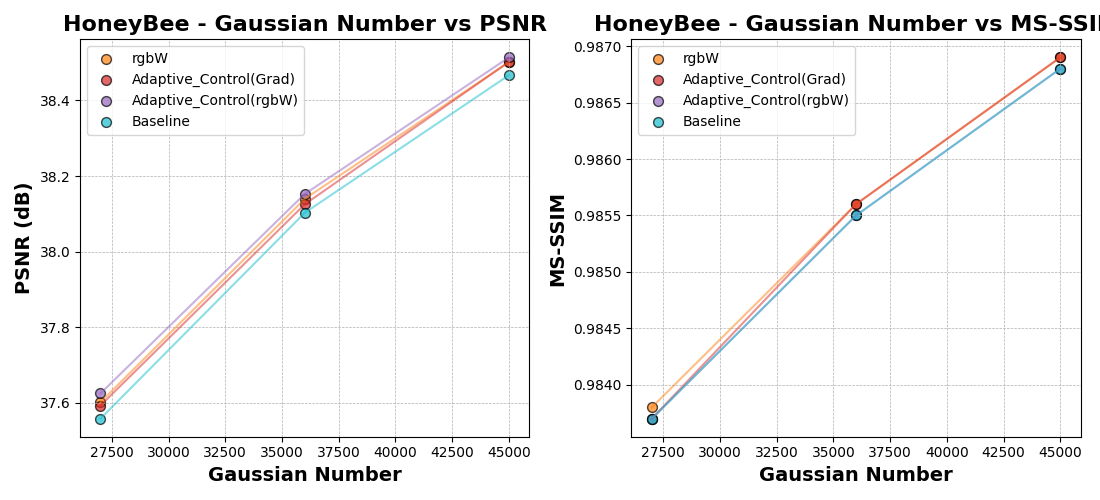 HoneyBee - Gaussian Number vs PSNR
rgbW
Adaptive_Control(Grad)
Adaptive_Control(rgbW)
Baseline
38.4
38.2
38.0
37.8
37.6
PSNR (dB)
27500 30000 32500 35000 37500 40000 42500 45000
Gaussian Number
HoneyBee - Gaussian Number vs MS-SSI
rgbW
Adaptive_Control(Grad)
Adaptive_Control(rgbW)
Baseline
0.9870
0.9865
0.9860
0.9855
0.9850
0.9845
0.9840
MS-SSIM
27500 30000 32500 35000 37500 40000 42500 45000
Gaussian Number